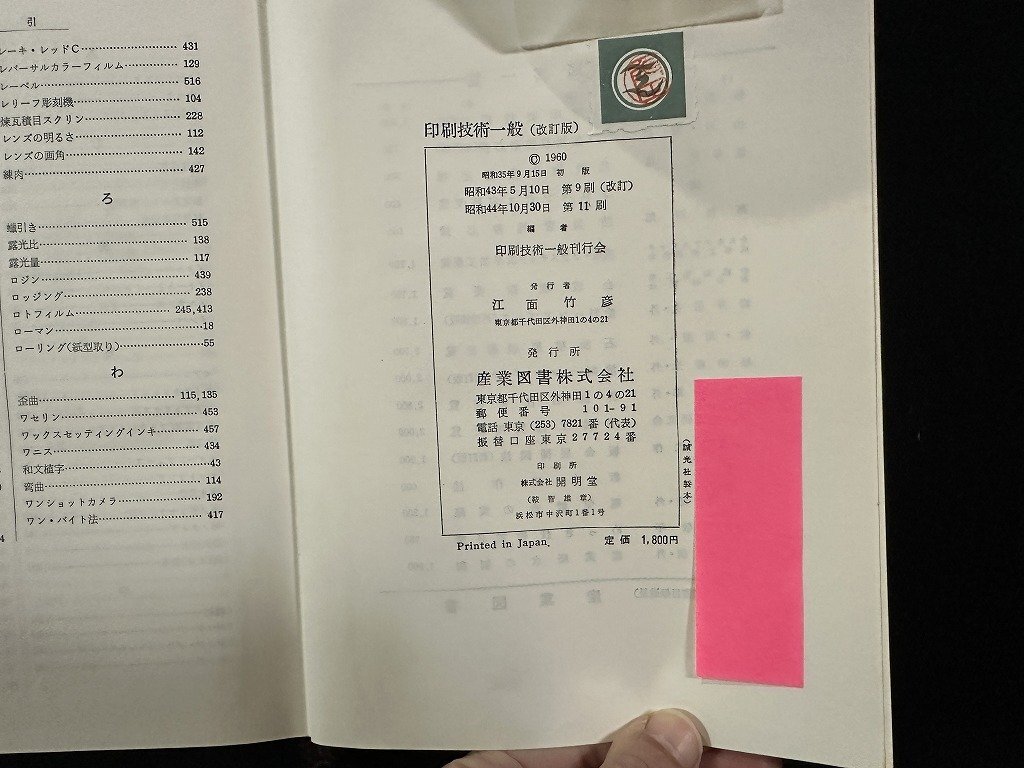 引
レーキ・レッドC 431
レバーサルカラーフィルム 129
レーベル 516
レリーフ彫刻機 104
煉瓦積目スクリン 228
レンズの明るさ 112
レンズの画角 142
練肉 427
ろ
蠟引き 515
露光比 138
露光量 117
ロジン 439
ロッジング 238
ロトフィルム 245,413
ローマン 18
ローリング(紙型取り) 55
わ
歪曲 115,135
ワセリン 453
ワックスセッティングインキ 457
ワニス 434
和文植字 43
彎曲 114
ワンショットカメラ 192
ワン・バイト法 417
印刷技術一般(改訂版)
© 1960
昭和35年9月15日 初版
昭和43年5月10日 第9刷(改訂)
昭和44年10月30日 第11刷
編者
印刷技術一般刊行会
発行者
江面竹彦
東京都千代田区外神田1の4の21
発行所
産業図書株式会社
東京都千代田区外神田1の4の21
郵便番号 101-91
電話 東京 (253) 7821 番 (代表)
振替口座東京 27724 番
印刷所
株式会社 開明堂
(鞍智雄章)
浜松市中沢町1番1号
(誠光社製本)
Printed in Japan
定価 1,800円